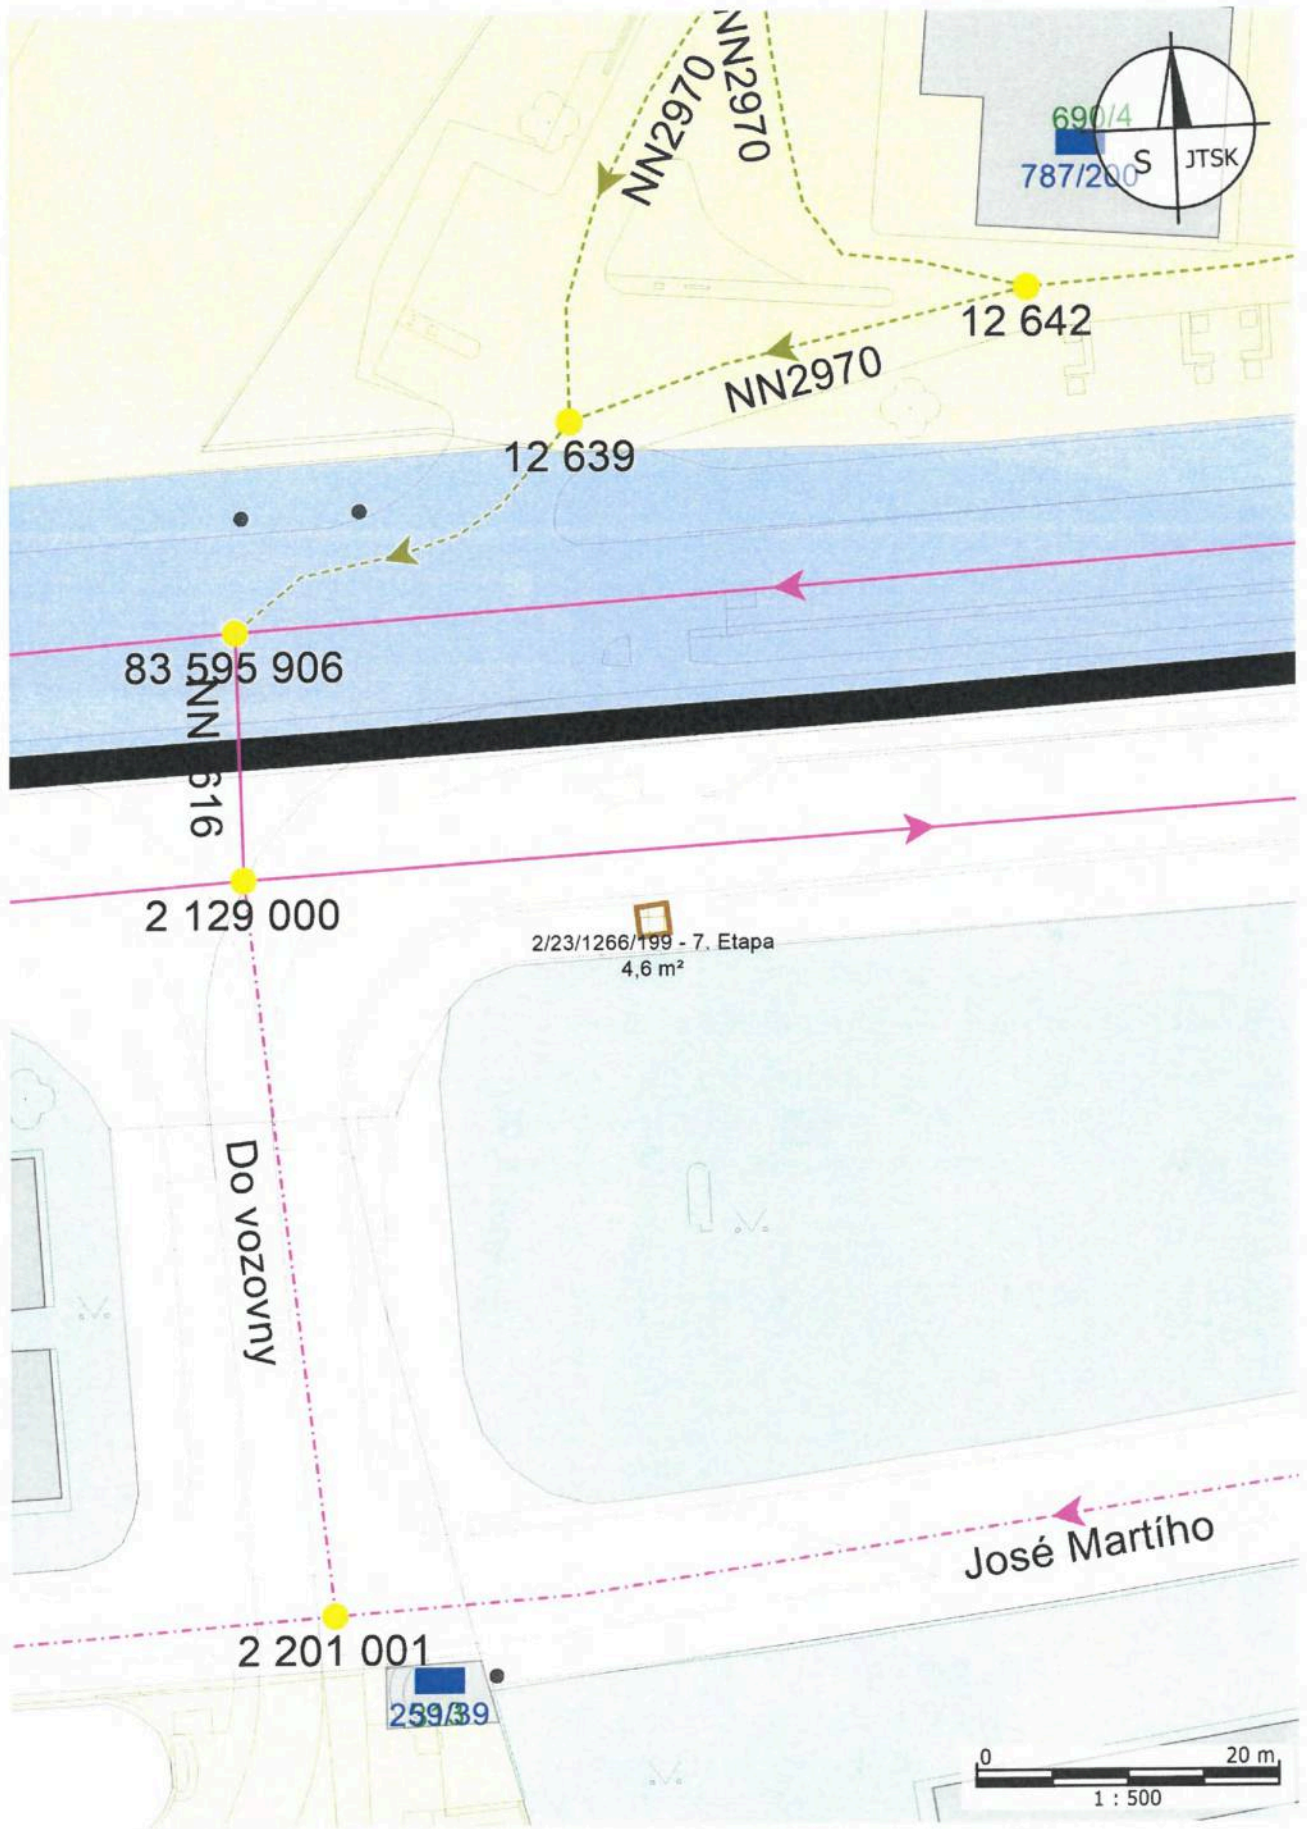 NN2970
NN2970
690/4
787/200
S JTSK
12 642
NN2970
12 639
83 595 906
2 129 000
2/23/1266/199 - 7. Etapa
4,6 m²
Do vozovny
José Martího
2 201 001
259/39
0 20 m
1 : 500